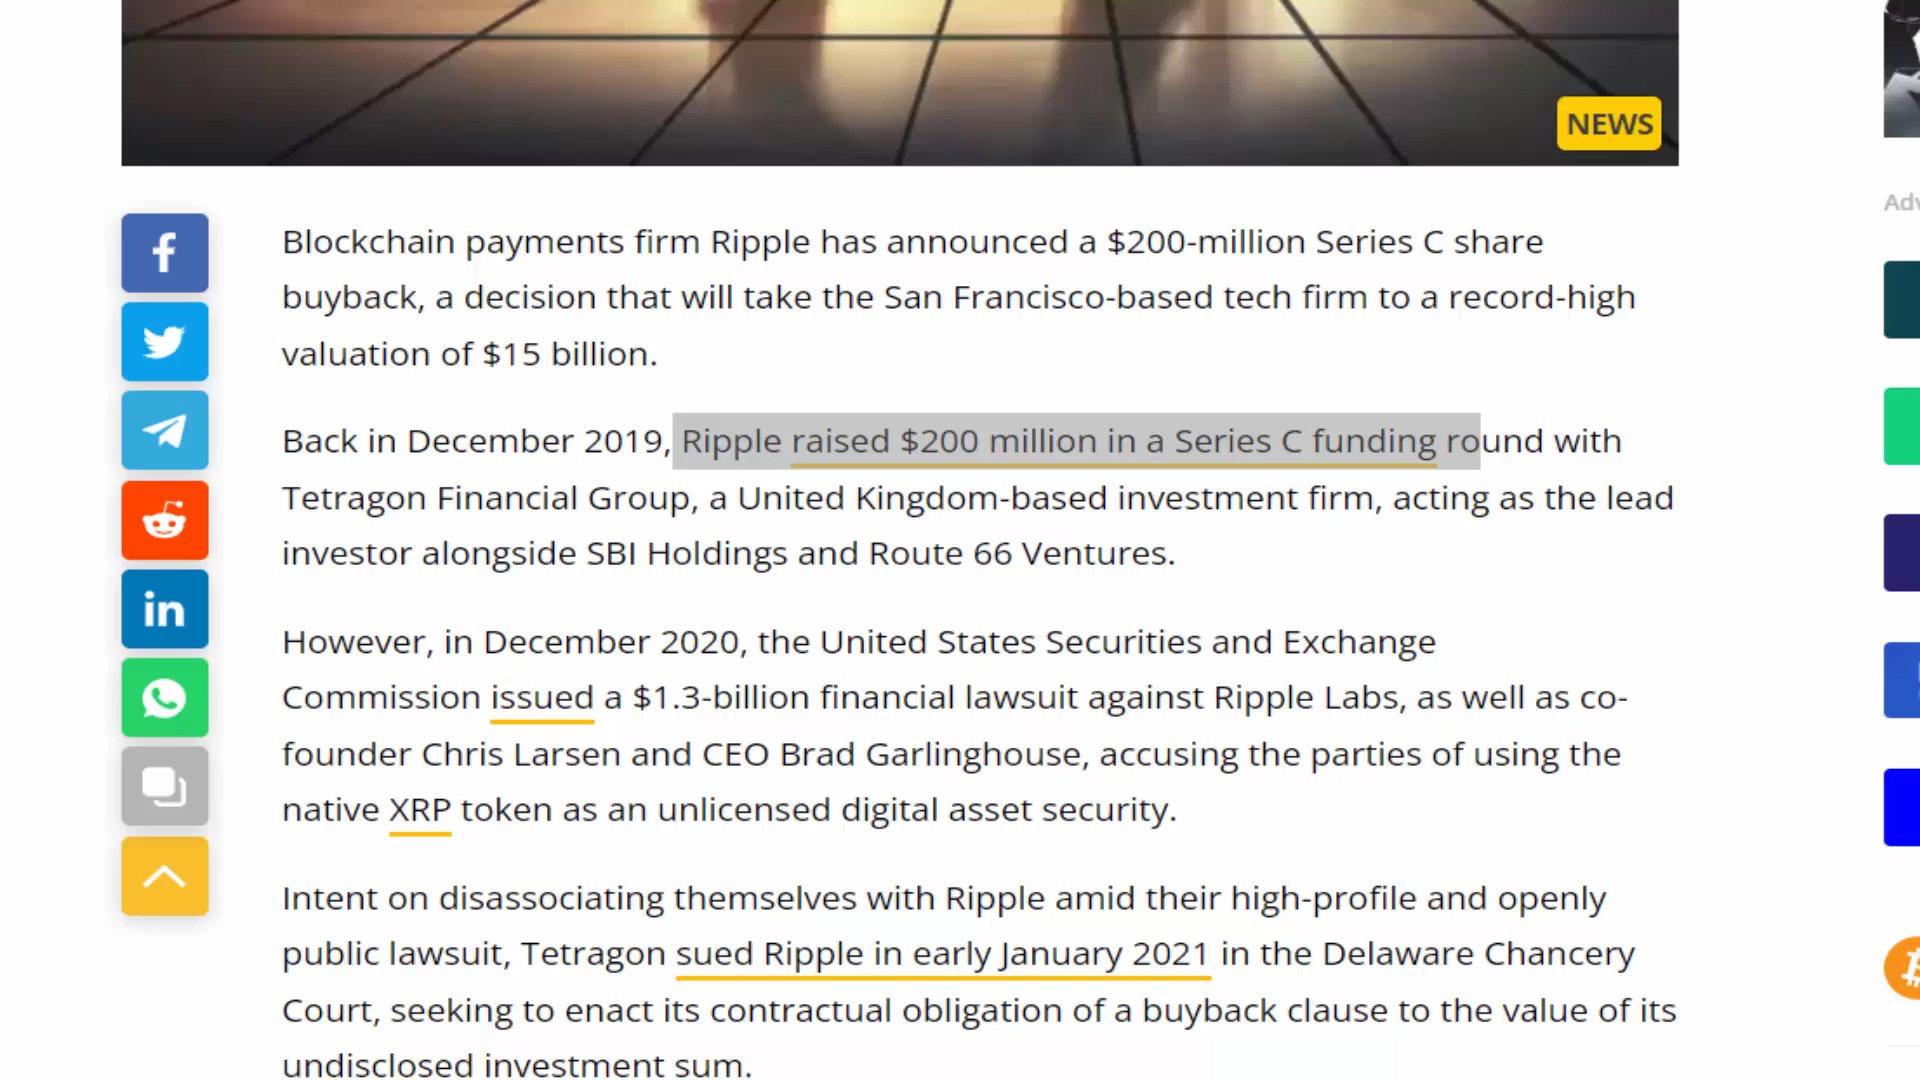 NEWS
Adv
Blockchain payments firm Ripple has announced a $200-million Series C share
buyback, a decision that will take the San Francisco-based tech firm to a record-high
valuation of $15 billion.
Back in December 2019, Ripple raised $200 million in a Series C funding round with
Tetragon Financial Group, a United Kingdom-based investment firm, acting as the lead
investor alongside SBI Holdings and Route 66 Ventures.
However, in December 2020, the United States Securities and Exchange
Commission issued a $1.3-billion financial lawsuit against Ripple Labs, as well as co-
founder Chris Larsen and CEO Brad Garlinghouse, accusing the parties of using the
native XRP token as an unlicensed digital asset security.
Intent on disassociating themselves with Ripple amid their high-profile and openly
public lawsuit, Tetragon sued Ripple in early January 2021 in the Delaware Chancery
Court, seeking to enact its contractual obligation of a buyback clause to the value of its
undisclosed investment sum.